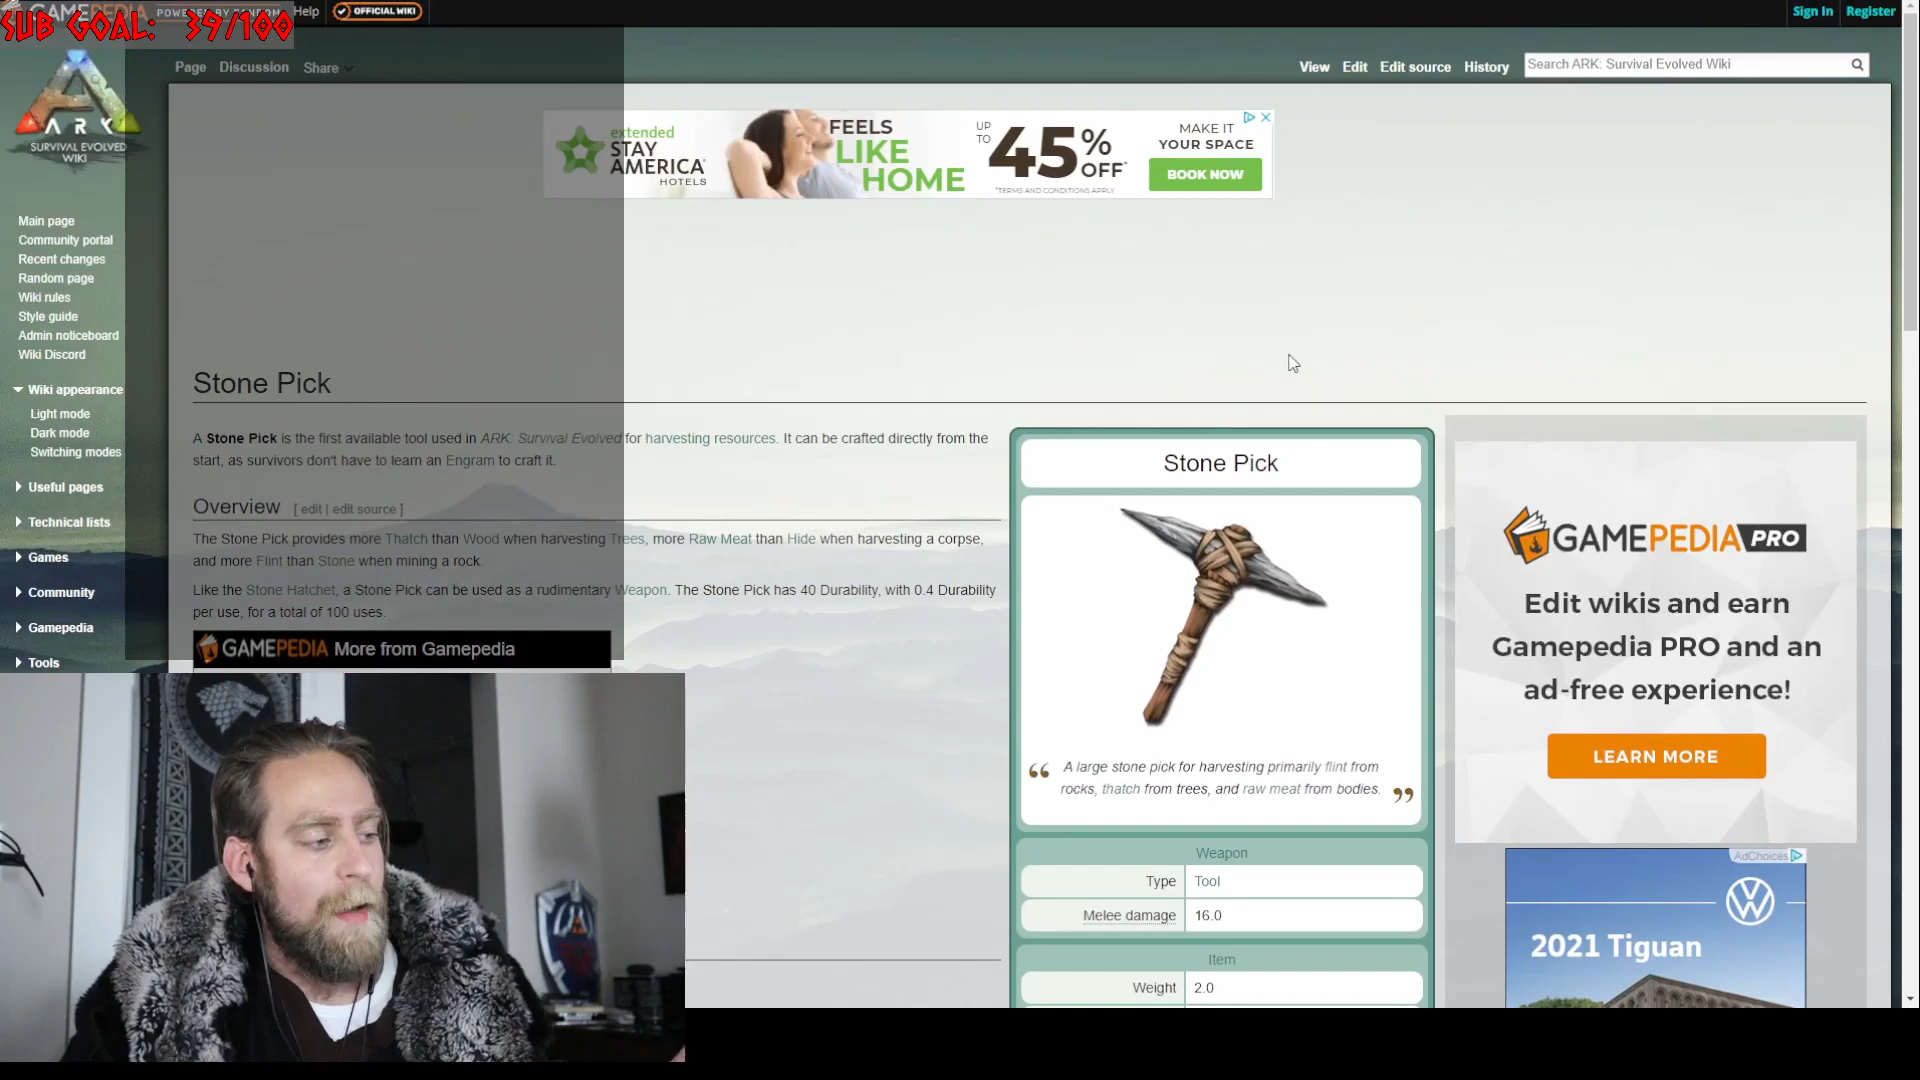 GAMEPEDIA POWERED BY FANDOM Help OFFICIAL WIKI Sign In Register
SUB GOAL: 39/100
Page Discussion Share View Edit Edit source History Search ARK: Survival Evolved Wiki
ARK
SURVIVAL EVOLVED
WIKI
extended
STAY
AMERICA
HOTELS
FEELS
LIKE
HOME
UP
TO
45%
OFF*
*TERMS AND CONDITIONS APPLY
MAKE IT
YOUR SPACE
BOOK NOW
Main page
Community portal
Recent changes
Random page
Wiki rules
Style guide
Admin noticeboard
Wiki Discord
Wiki appearance
Light mode
Dark mode
Switching modes
Useful pages
Technical lists
Games
Community
Gamepedia
Tools
Stone Pick
A Stone Pick is the first available tool used in ARK: Survival Evolved for harvesting resources. It can be crafted directly from the
start, as survivors don't have to learn an Engram to craft it.
Overview [ edit | edit source ]
The Stone Pick provides more Thatch than Wood when harvesting Trees, more Raw Meat than Hide when harvesting a corpse,
and more Flint than Stone when mining a rock.
Like the Stone Hatchet, a Stone Pick can be used as a rudimentary Weapon. The Stone Pick has 40 Durability, with 0.4 Durability
per use, for a total of 100 uses.
GAMEPEDIA More from Gamepedia
Stone Pick
“ A large stone pick for harvesting primarily flint from
rocks, thatch from trees, and raw meat from bodies. ”
Weapon
Type Tool
Melee damage 16.0
Item
Weight 2.0
GAMEPEDIA PRO
Edit wikis and earn
Gamepedia PRO and an
ad-free experience!
LEARN MORE
AdChoices
2021 Tiguan